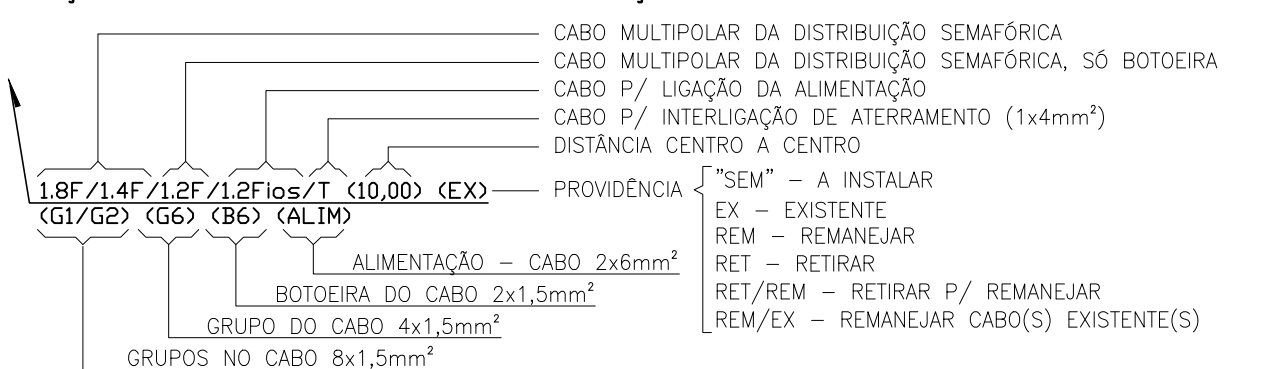 CABO MULTIPOLAR DA DISTRIBUIÇÃO SEMAFÓRICA
CABO MULTIPOLAR DA DISTRIBUIÇÃO SEMAFÓRICA, SÓ BOTOEIRA
CABO P/ LIGAÇÃO DA ALIMENTAÇÃO
CABO P/ INTERLIGAÇÃO DE ATERRAMENTO (1x4mm²)
DISTÂNCIA CENTRO A CENTRO
1.8F/1.4F/1.2F/1.2Fios/T (10,00) (EX)
(G1/G2) (G6) (B6) (ALIM)
PROVIDÊNCIA
"SEM" – A INSTALAR
EX – EXISTENTE
REM – REMANEJAR
RET – RETIRAR
RET/REM – RETIRAR P/ REMANEJAR
REM/EX – REMANEJAR CABO(S) EXISTENTE(S)
ALIMENTAÇÃO – CABO 2x6mm²
BOTOEIRA DO CABO 2x1,5mm²
GRUPO DO CABO 4x1,5mm²
GRUPOS NO CABO 8x1,5mm²